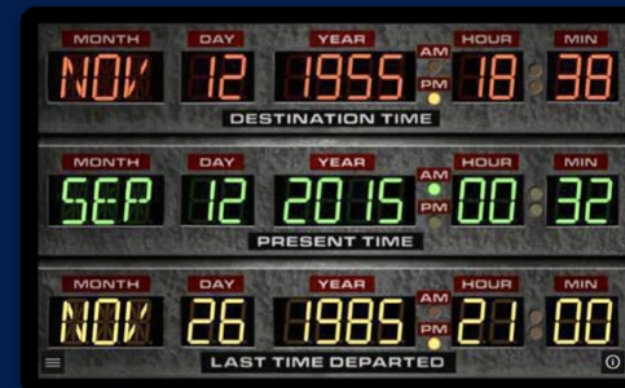 MONTH DAY YEAR AM HOUR MIN
NOV 12 1955 PM 18 38
DESTINATION TIME
MONTH DAY YEAR AM HOUR MIN
SEP 12 2015 PM 00 32
PRESENT TIME
MONTH DAY YEAR AM HOUR MIN
NOV 26 1985 PM 21 00
LAST TIME DEPARTED